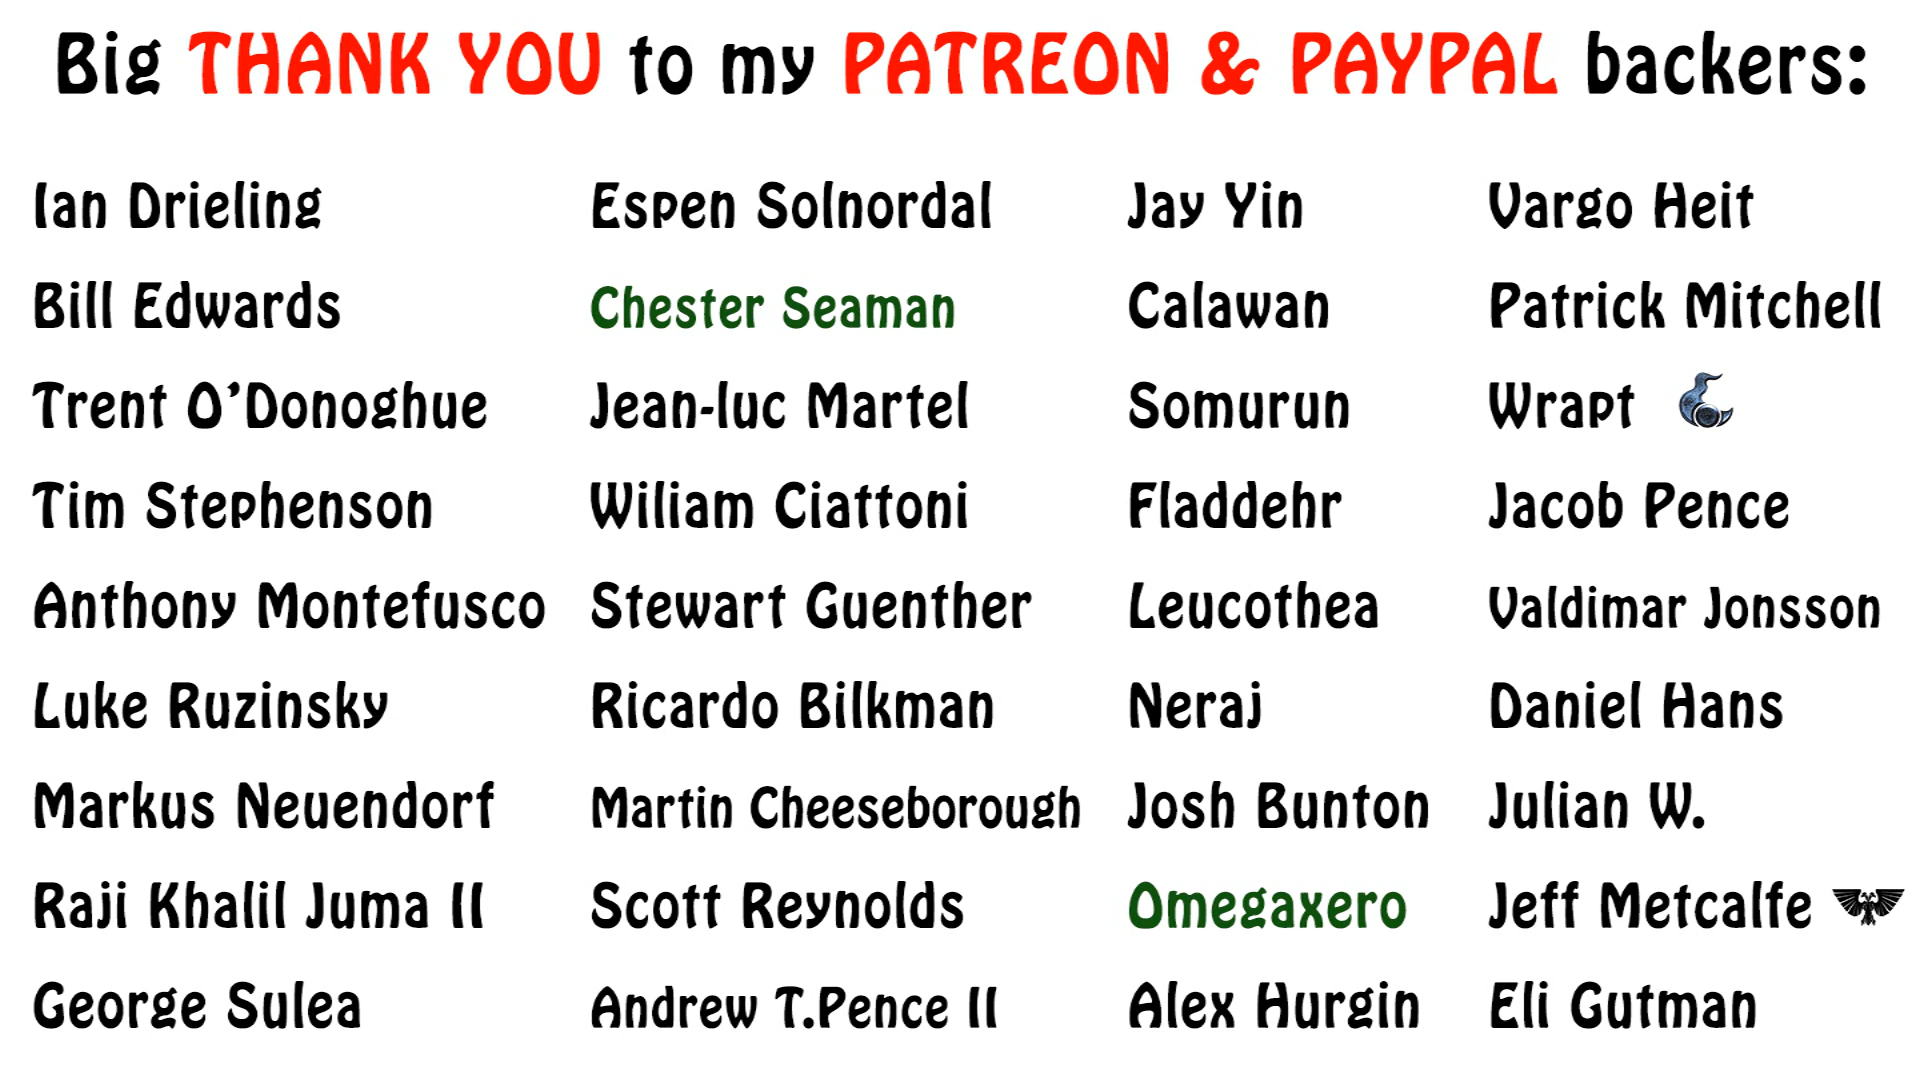 Big THANK YOU to my PATREON & PAYPAL backers:
Ian Drieling
Bill Edwards
Trent O'Donoghue
Tim Stephenson
Anthony Montefusco
Luke Ruzinsky
Markus Neuendorf
Raji Khalil Juma II
George Sulea
Espen Solnordal
Chester Seaman
Jean-luc Martel
Wiliam Ciattoni
Stewart Guenther
Ricardo Bilkman
Martin Cheeseborough
Scott Reynolds
Andrew T.Pence II
Jay Yin
Calawan
Somurun
Fladdehr
Leucothea
Neraj
Josh Bunton
Omegaxero
Alex Hurgin
Vargo Heit
Patrick Mitchell
Wrapt
Jacob Pence
Valdimar Jonsson
Daniel Hans
Julian W.
Jeff Metcalfe
Eli Gutman